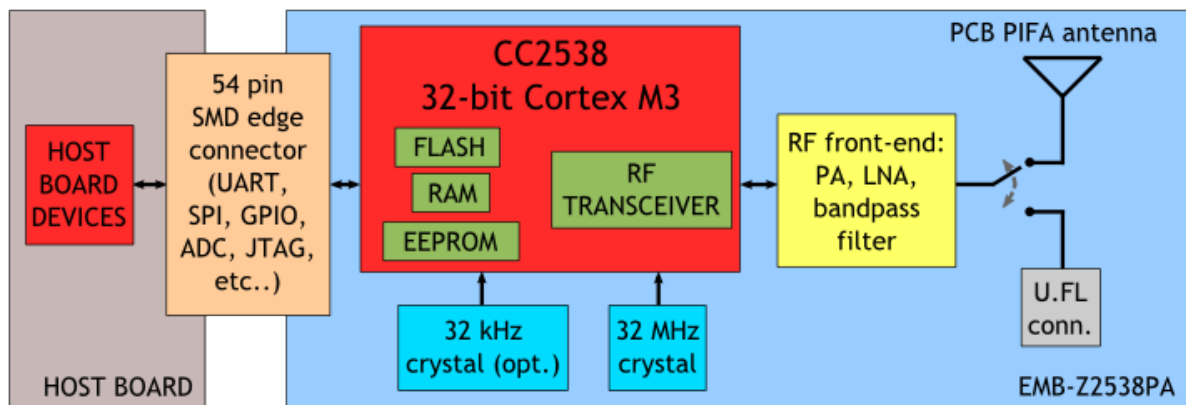 HOST
BOARD
DEVICES
HOST BOARD
54 pin
SMD edge
connector
(UART,
SPI, GPIO,
ADC, JTAG,
etc..)
CC2538
32-bit Cortex M3
FLASH
RAM
EEPROM
RF
TRANSCEIVER
32 kHz
crystal (opt.)
32 MHz
crystal
RF front-end:
PA, LNA,
bandpass
filter
PCB PIFA antenna
U.FL
conn.
EMB-Z2538PA